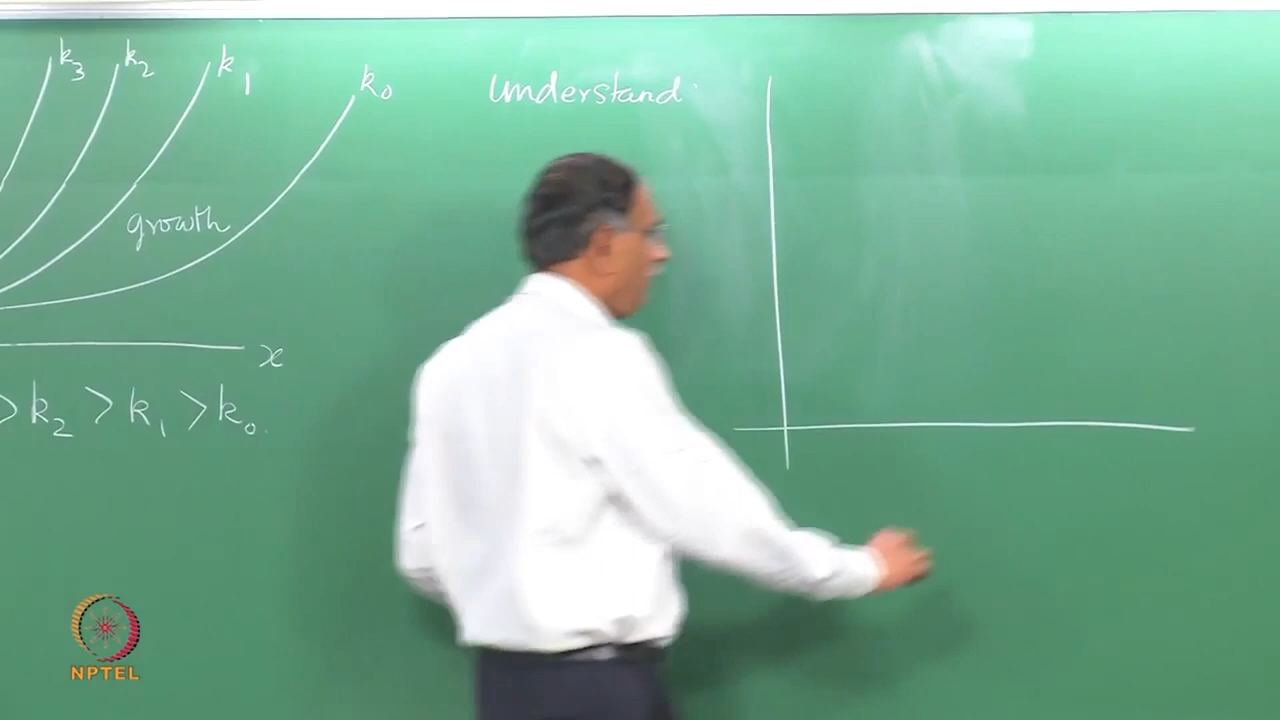 k3 k2 k1 k0
growth
x
> k2 > k1 > k0.
Understand
NPTEL